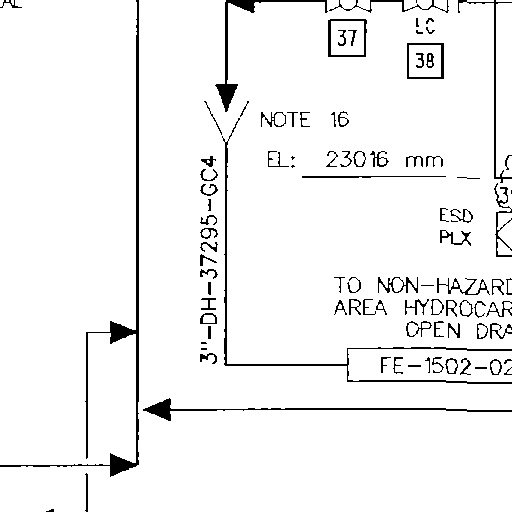 AL
LC
37
38
NOTE 16
EL: 23016 mm
ESD
PLX
3"-DH-37295-GC4
TO NON-HAZARD
AREA HYDROCAR
OPEN DRA
FE-1502-02